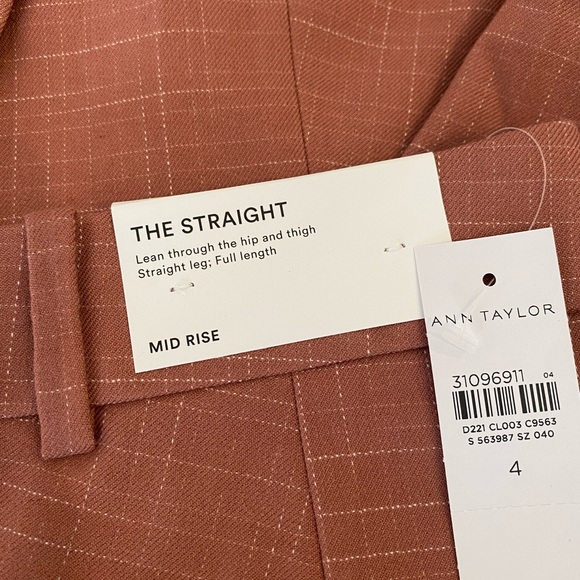 THE STRAIGHT
Lean through the hip and thigh
Straight leg; Full length
MID RISE
ANN TAYLOR
31096911 04
D221 CL003 C9563
S 563987 SZ 040
4